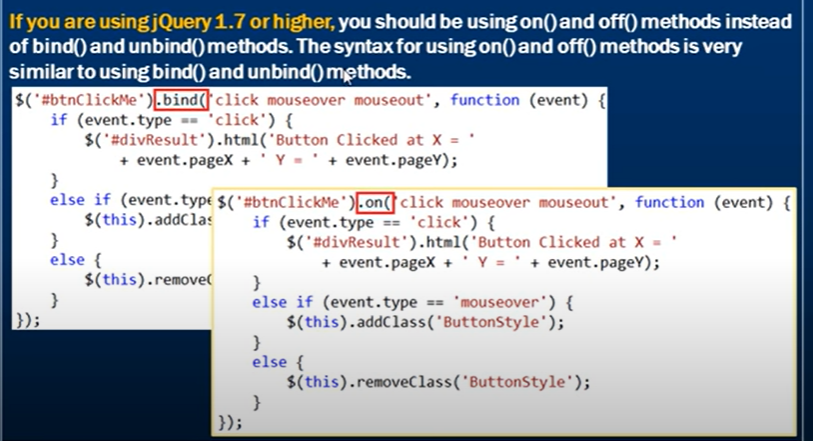 If you are using jQuery 1.7 or higher, you should be using on() and off() methods instead
of bind() and unbind() methods. The syntax for using on() and off() methods is very
similar to using bind() and unbind() methods.
$('#btnClickMe').bind('click mouseover mouseout', function (event) {
if (event.type == 'click') {
$('#divResult').html('Button Clicked at X = '
+ event.pageX + ' Y = ' + event.pageY);
}
else if (event.type
$(this).addClas
}
else {
$(this).remove
}
});
$('#btnClickMe').on('click mouseover mouseout', function (event) {
if (event.type == 'click') {
$('#divResult').html('Button Clicked at X = '
+ event.pageX + ' Y = ' + event.pageY);
}
else if (event.type == 'mouseover') {
$(this).addClass('ButtonStyle');
}
else {
$(this).removeClass('ButtonStyle');
}
});